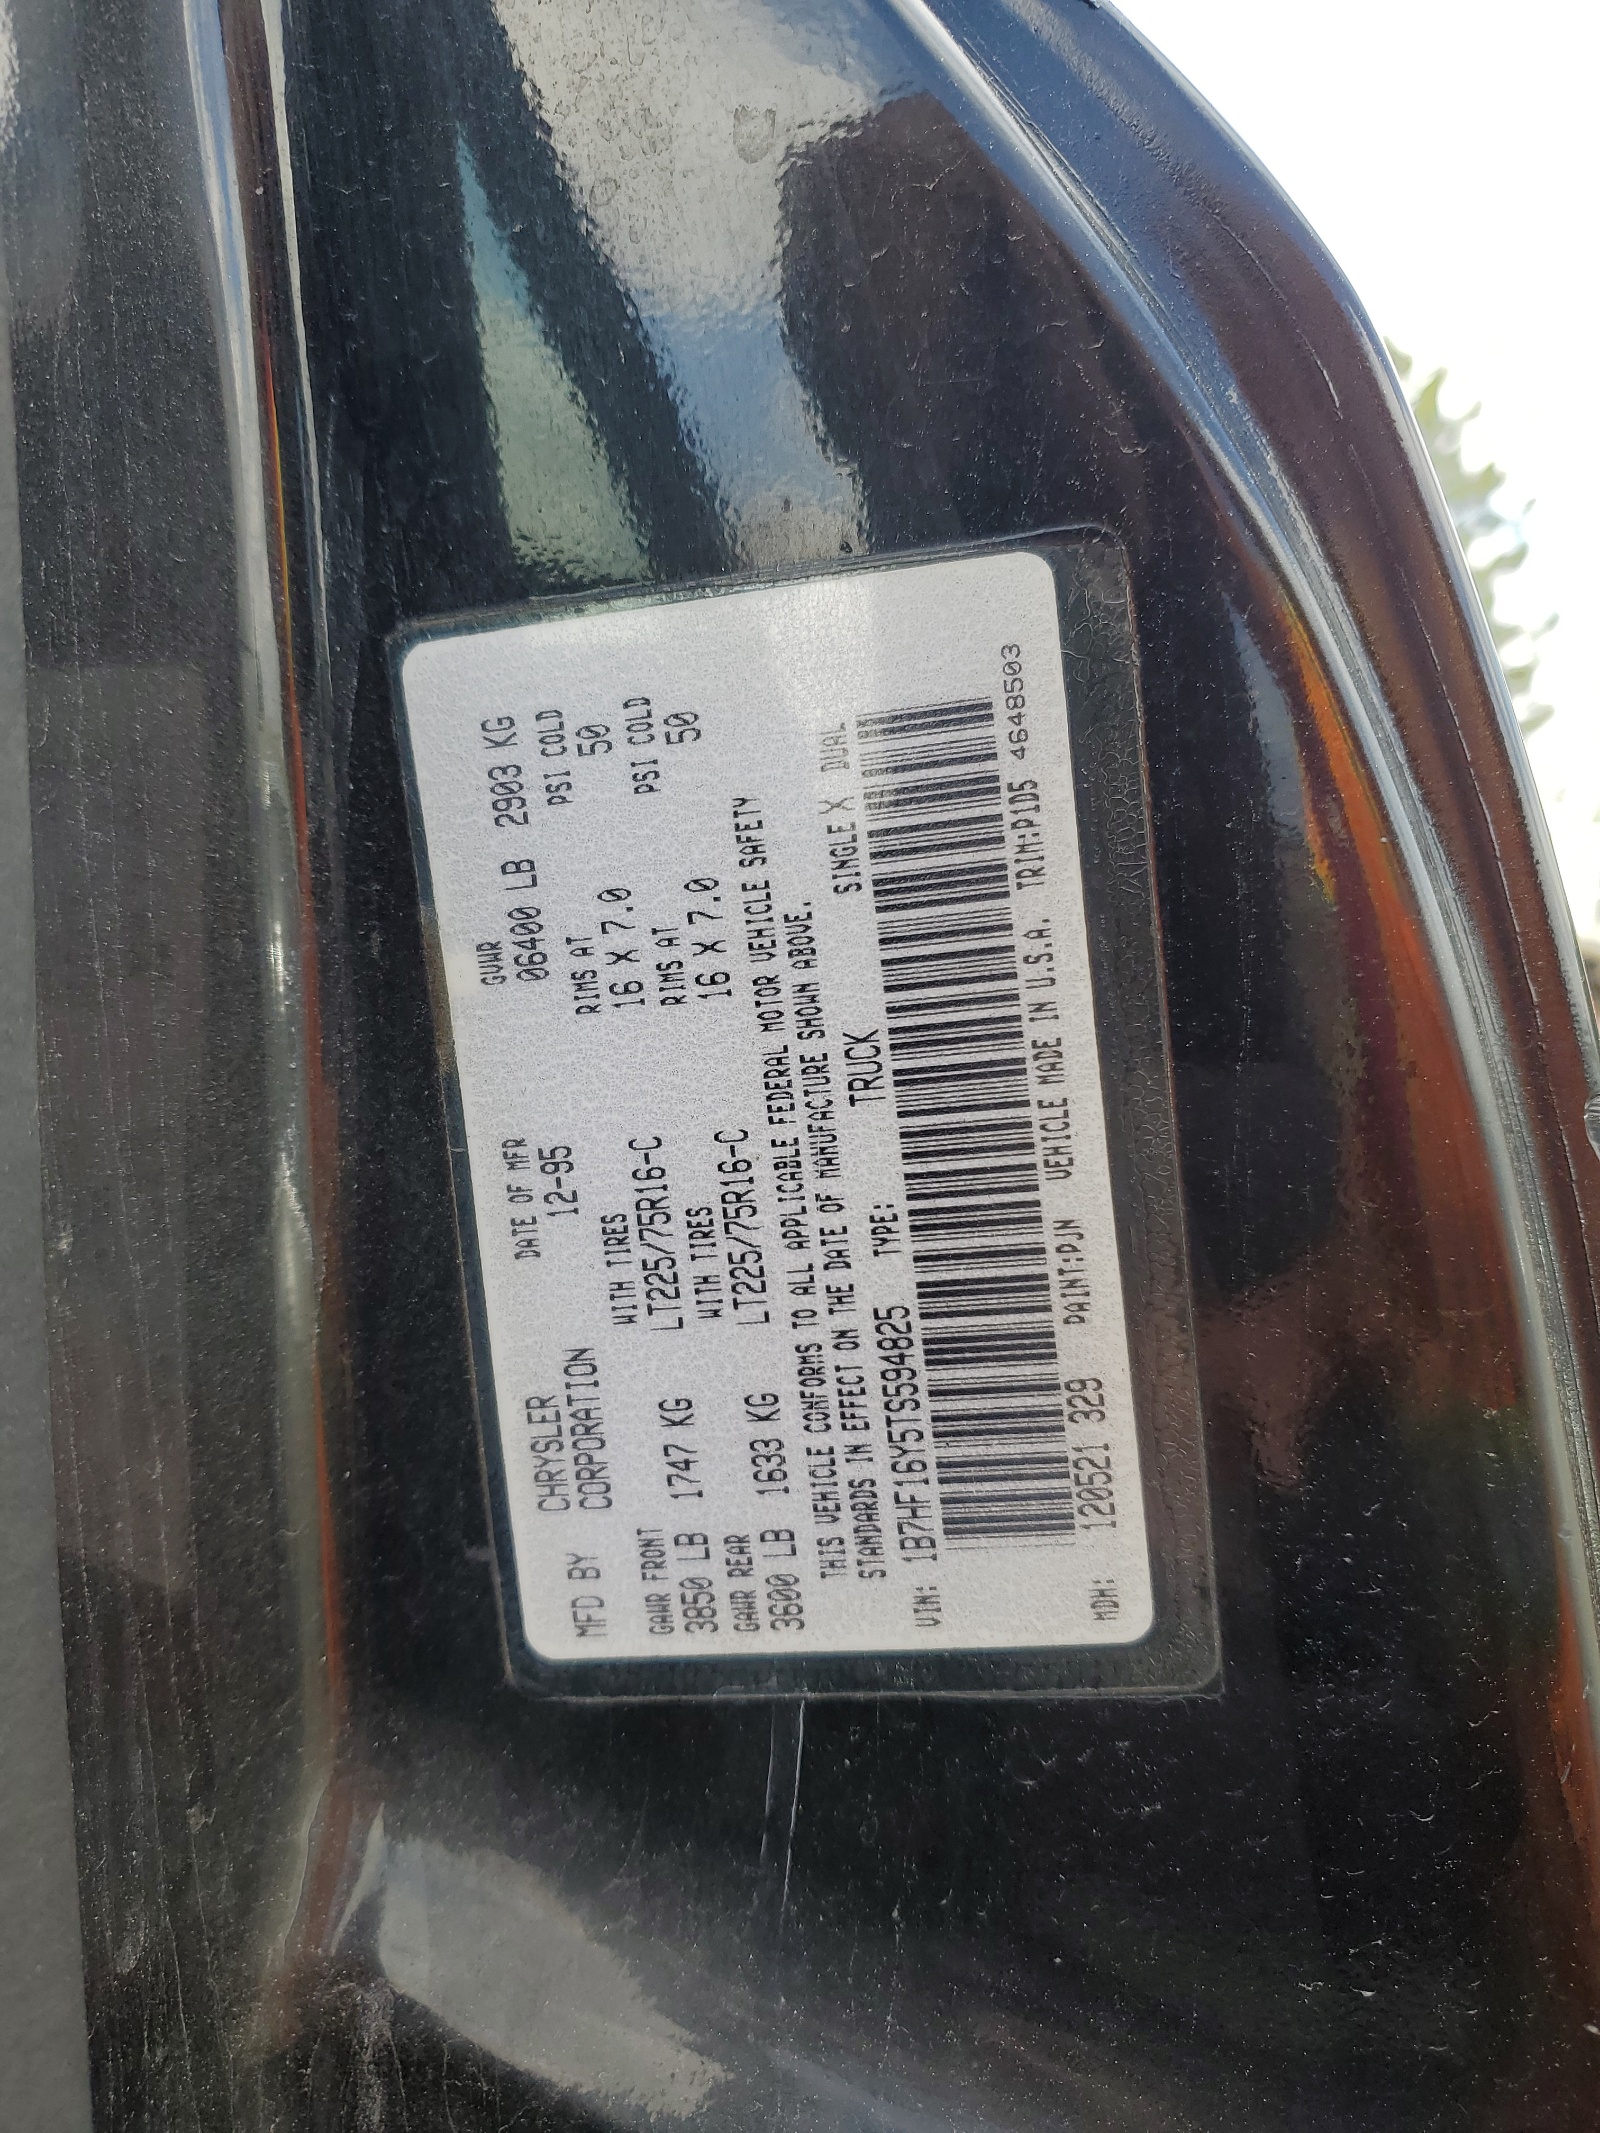 MFD BY CHRYSLER CORPORATION DATE OF MFR 12-95 GVWR 06400 LB 2903 KG
GAWR FRONT WITH TIRES RIMS AT PSI COLD
3850 LB 1747 KG LT225/75R16-C 16 X 7.0 50
GAWR REAR WITH TIRES RIMS AT PSI COLD
3600 LB 1633 KG LT225/75R16-C 16 X 7.0 50
THIS VEHICLE CONFORMS TO ALL APPLICABLE FEDERAL MOTOR VEHICLE SAFETY
STANDARDS IN EFFECT ON THE DATE OF MANUFACTURE SHOWN ABOVE.
VIN: 1B7HF16Y5TS594825 TYPE: TRUCK SINGLE X DUAL
MDH: 120521 329 PAINT:PJN VEHICLE MADE IN U.S.A. TRIM:P1D5 4648503